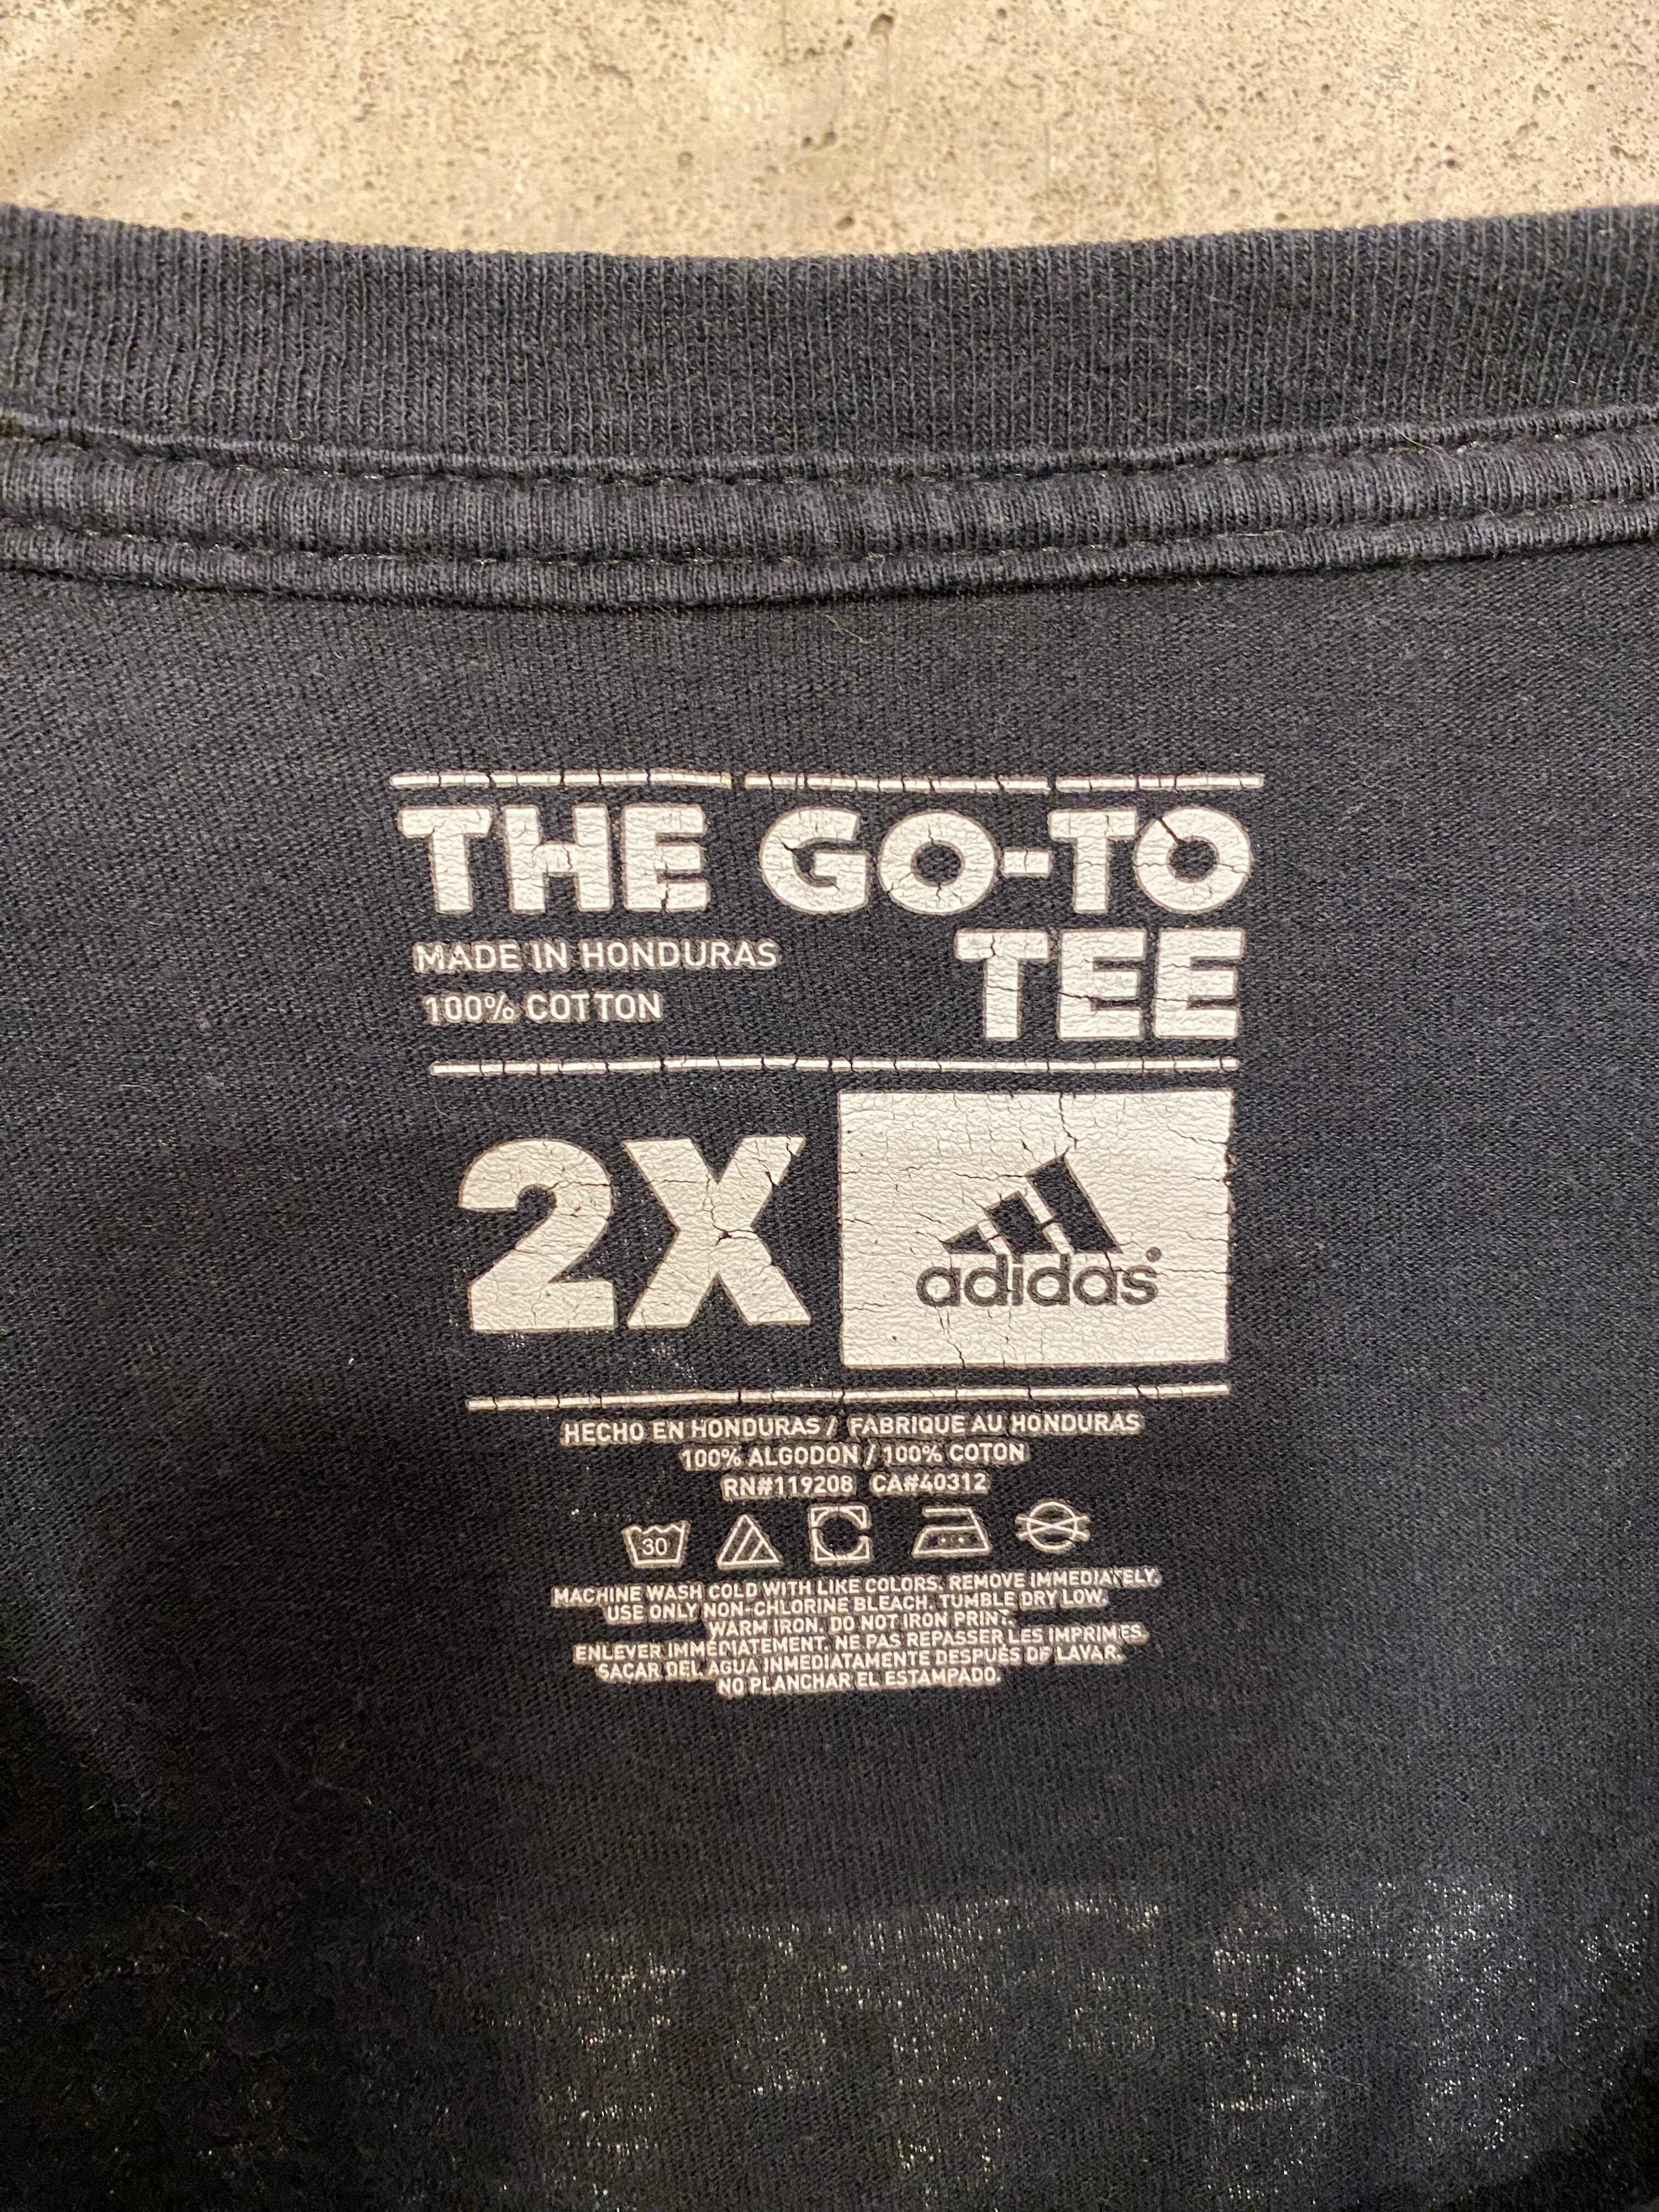 THE GO-TO
TEE
MADE IN HONDURAS
100% COTTON
2X
adidas®
HECHO EN HONDURAS / FABRIQUE AU HONDURAS
100% ALGODON / 100% COTON
RN#119208 CA#40312
30
MACHINE WASH COLD WITH LIKE COLORS. REMOVE IMMEDIATELY.
USE ONLY NON-CHLORINE BLEACH. TUMBLE DRY LOW.
WARM IRON. DO NOT IRON PRINT.
ENLEVER IMMÉDIATEMENT. NE PAS REPASSER LES IMPRIMES.
SACAR DEL AGUA INMEDIATAMENTE DESPUÉS DE LAVAR.
NO PLANCHAR EL ESTAMPADO.